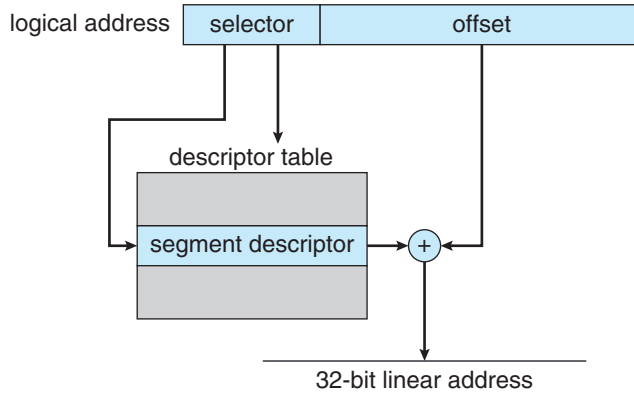 logical address selector offset
descriptor table
segment descriptor +
32-bit linear address